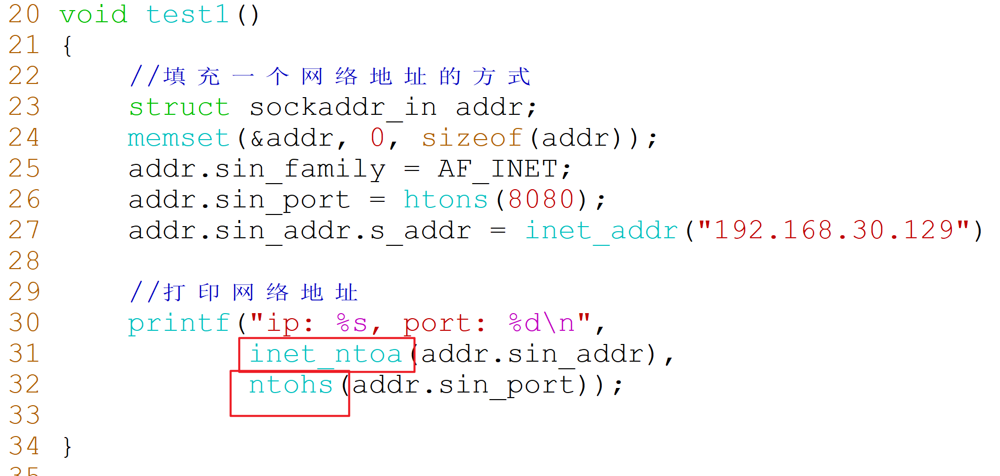 20 void test1()
21 {
22 //填充一个网络地址的方式
23 struct sockaddr_in addr;
24 memset(&addr, 0, sizeof(addr));
25 addr.sin_family = AF_INET;
26 addr.sin_port = htons(8080);
27 addr.sin_addr.s_addr = inet_addr("192.168.30.129")
28
29 //打印网络地址
30 printf("ip: %s, port: %d\n",
31 inet_ntoa(addr.sin_addr),
32 ntohs(addr.sin_port));
33
34 }
35